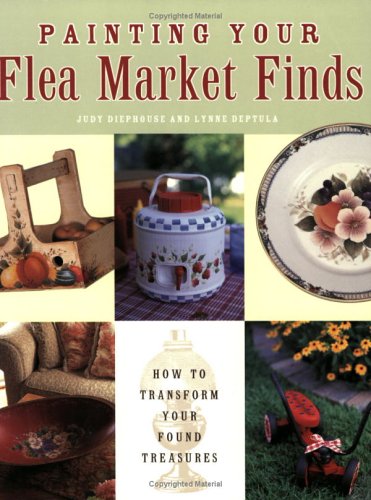 Copyrighted Material
PAINTING YOUR
Flea Market Finds
JUDY DIEPHOUSE AND LYNNE DEPTULA
HOW TO
TRANSFORM
YOUR
FOUND
TREASURES
Copyrighted Material